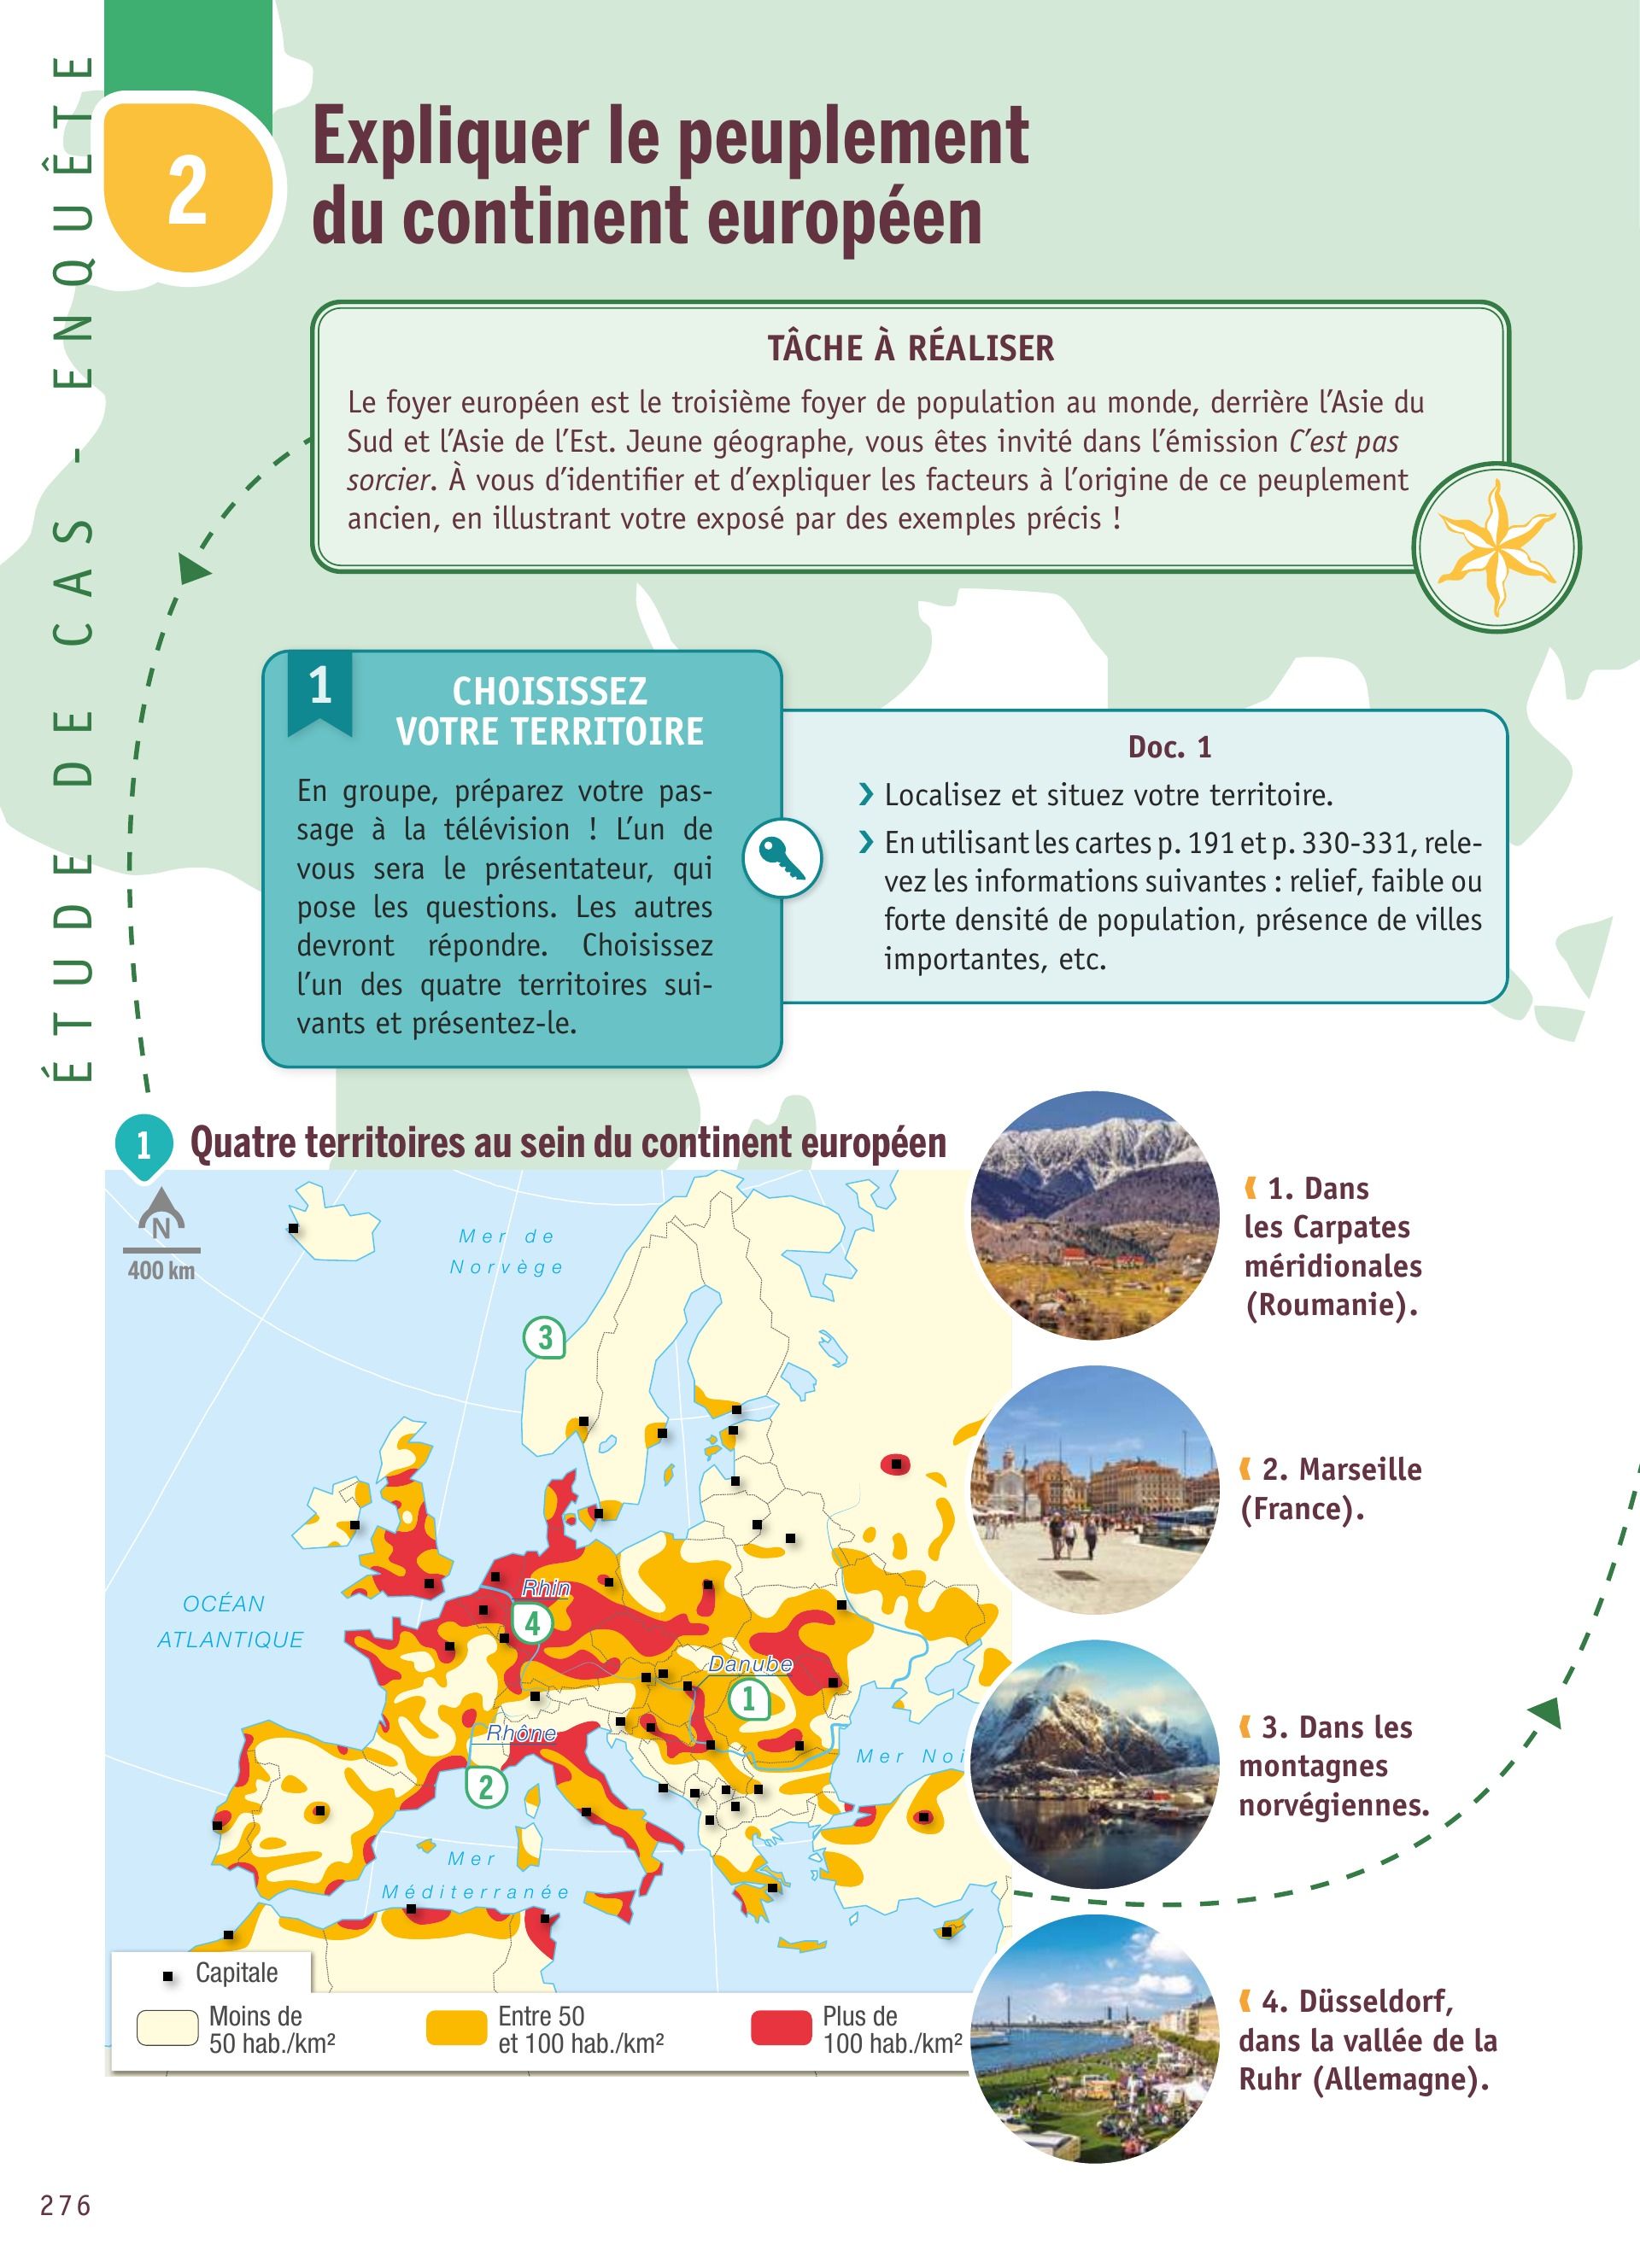 ÉTUDE DE CAS - ENQUÊTE
2
Expliquer le peuplement
du continent européen
TÂCHE À RÉALISER
Le foyer européen est le troisième foyer de population au monde, derrière l’Asie du
Sud et l’Asie de l’Est. Jeune géographe, vous êtes invité dans l’émission C’est pas
sorcier. À vous d’identifier et d’expliquer les facteurs à l’origine de ce peuplement
ancien, en illustrant votre exposé par des exemples précis !
1
CHOISISSEZ
VOTRE TERRITOIRE
En groupe, préparez votre pas-
sage à la télévision ! L’un de
vous sera le présentateur, qui
pose les questions. Les autres
devront répondre. Choisissez
l’un des quatre territoires sui-
vants et présentez-le.
Doc. 1
❯ Localisez et situez votre territoire.
❯ En utilisant les cartes p. 191 et p. 330-331, rele-
vez les informations suivantes : relief, faible ou
forte densité de population, présence de villes
importantes, etc.
1
Quatre territoires au sein du continent européen
N
400 km
Mer de
Norvège
3
OCÉAN
ATLANTIQUE
Rhin
4
Danube
1
Rhône
2
Mer Noi
Mer
Méditerranée
Capitale
Moins de
50 hab./km²
Entre 50
et 100 hab./km²
Plus de
100 hab./km²
1. Dans
les Carpates
méridionales
(Roumanie).
2. Marseille
(France).
3. Dans les
montagnes
norvégiennes.
4. Düsseldorf,
dans la vallée de la
Ruhr (Allemagne).
276